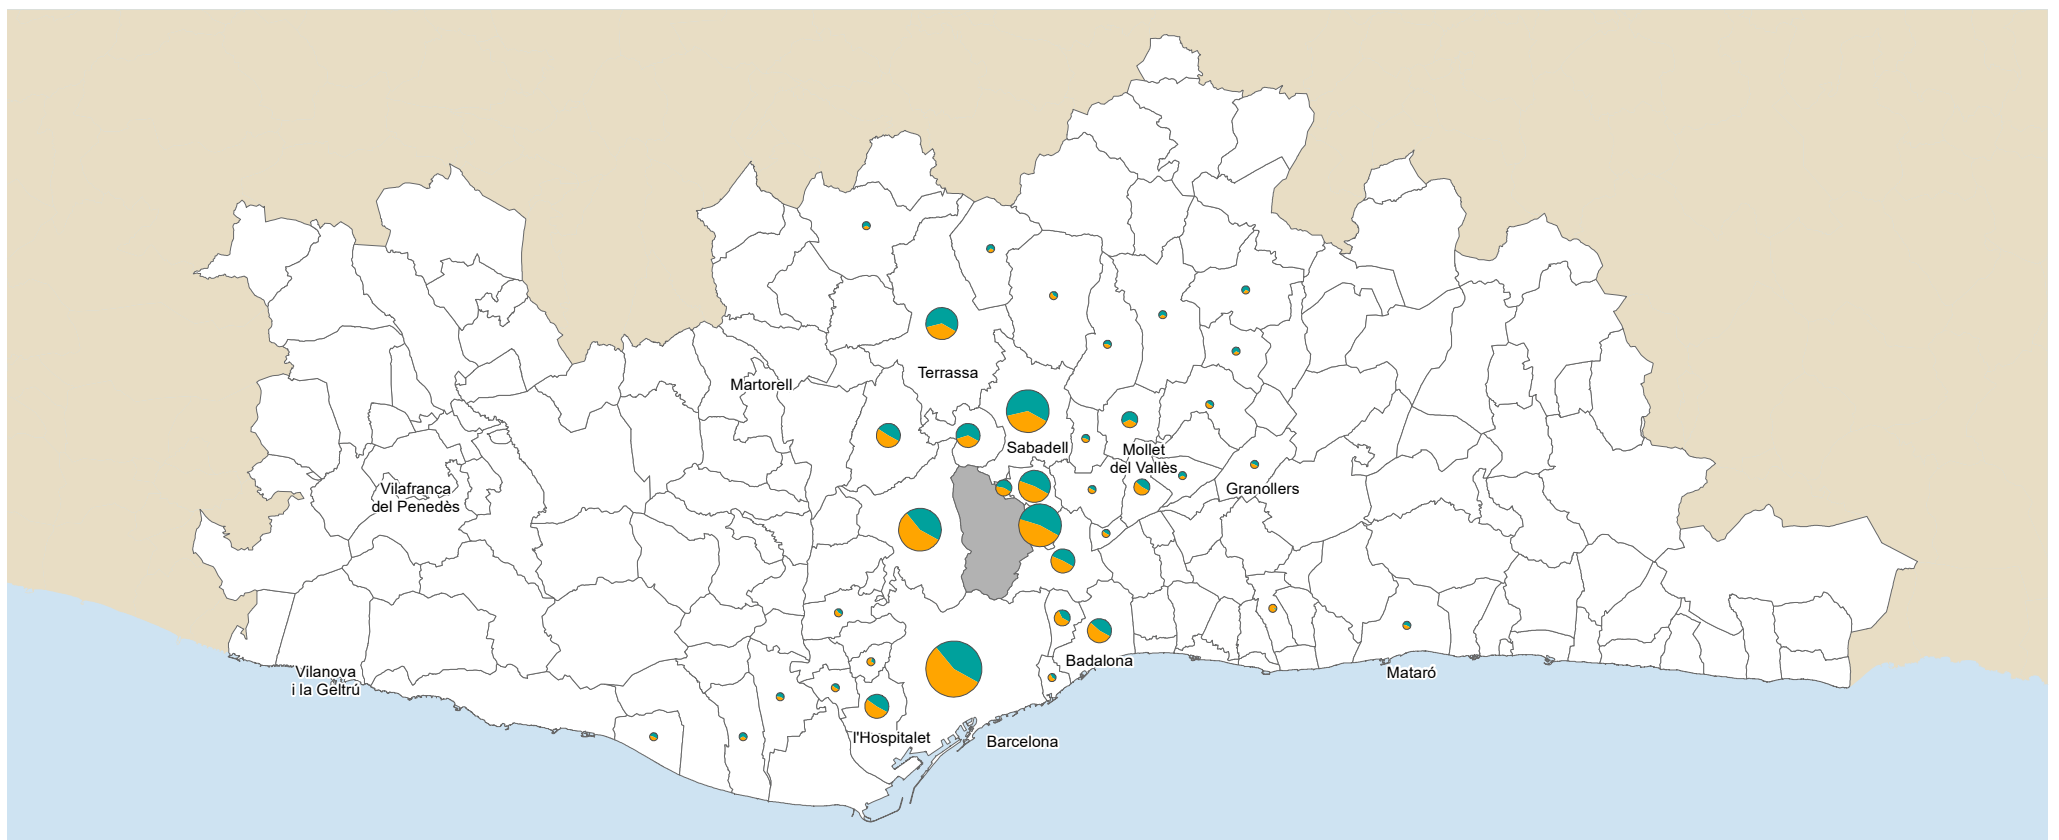 Terrassa
Martorell
Sabadell
Mollet
del Vallès
Vilafranca
del Penedès
Granollers
Badalona
Vilanova
i la Geltrú
Mataró
l'Hospitalet
Barcelona